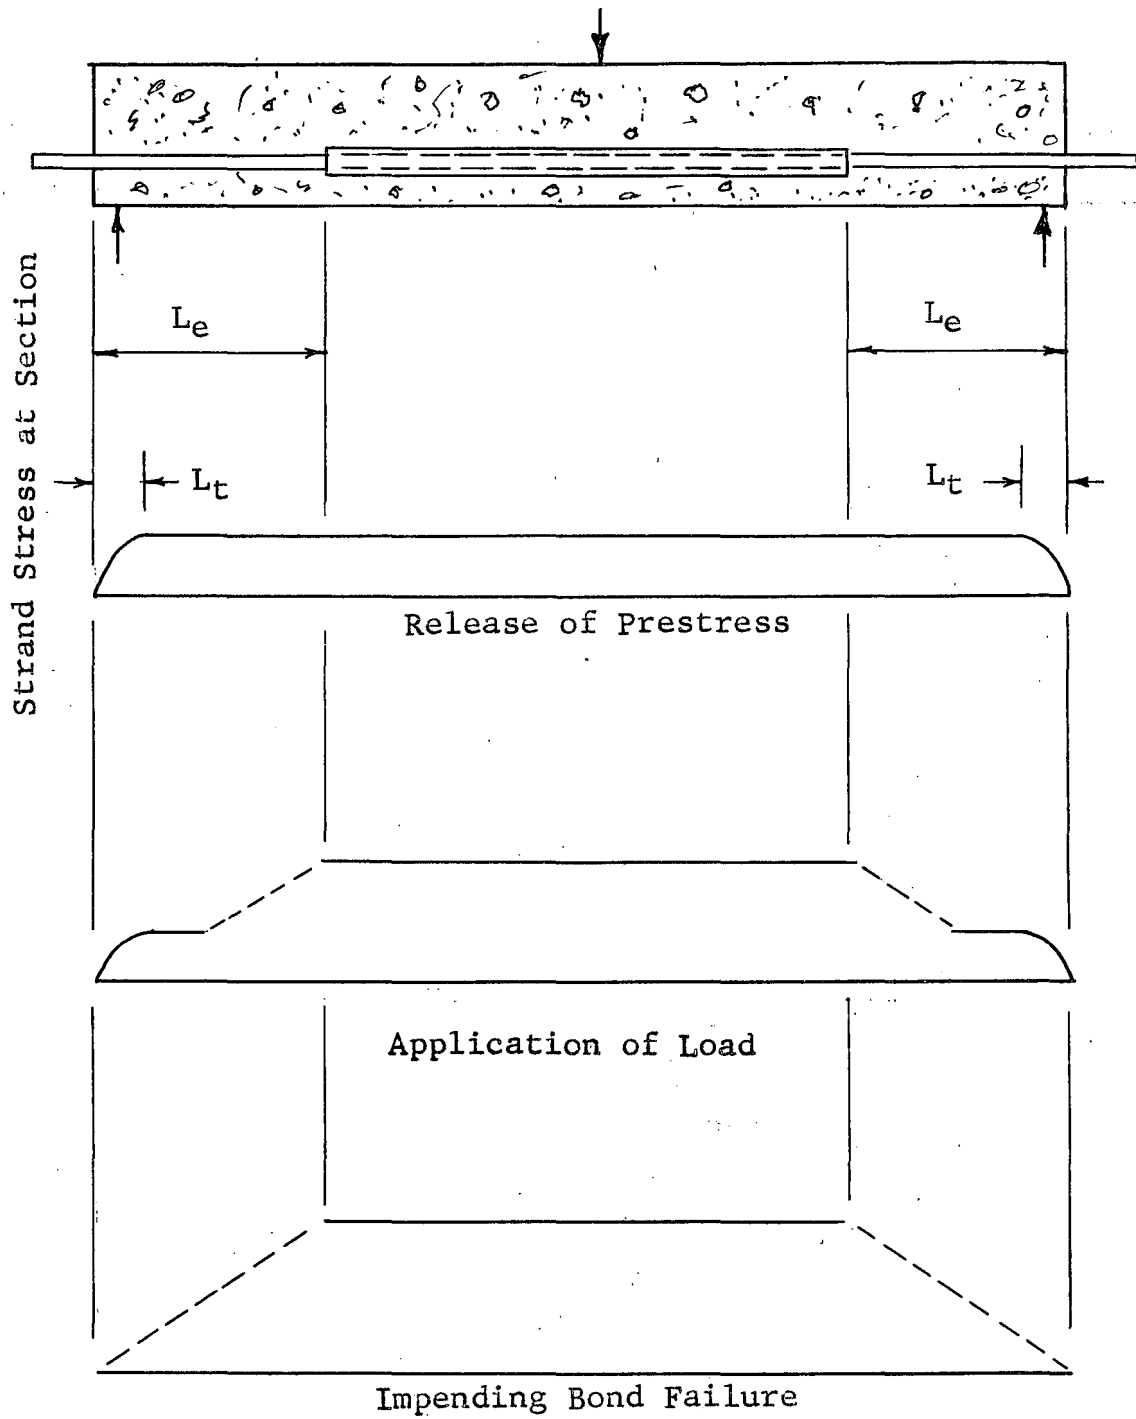 Strand Stress at Section
Le
Le
Lt
Lt
Release of Prestress
Application of Load
Impending Bond Failure